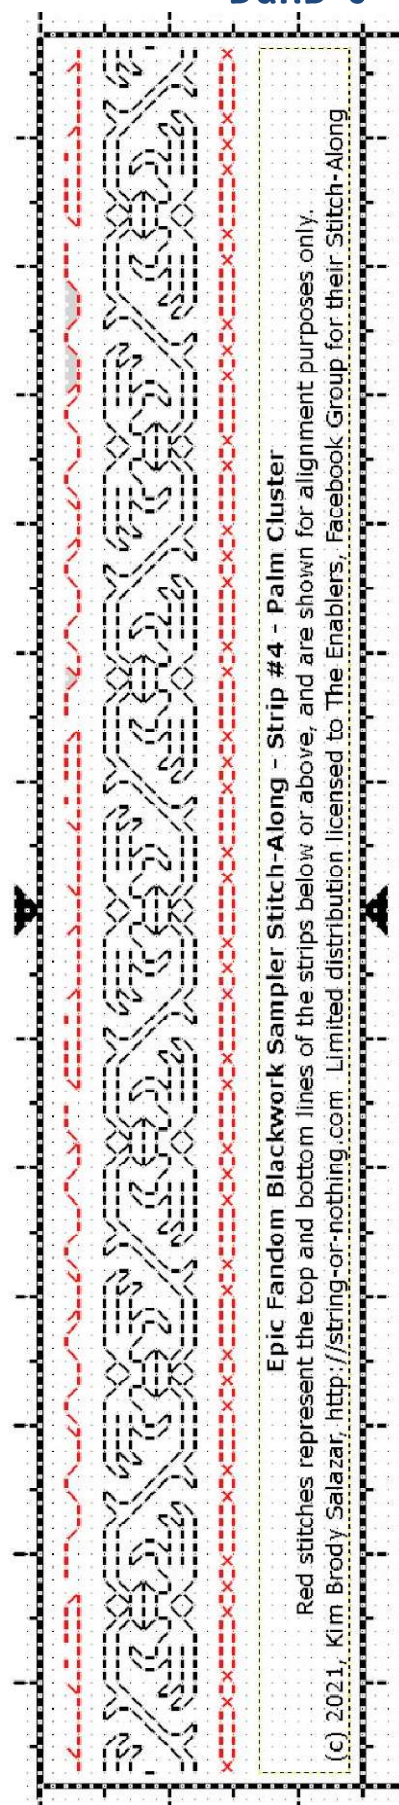 Epic Fandom Blackwork Sampler Stitch-Along - Strip #4 - Palm Cluster
Red stitches represent the top and bottom lines of the strips below or above, and are shown for alignment purposes only.
(c) 2021, Kim Brody Salazar, http://string-or-nothing.com Limited distribution licensed to The Enablers, Facebook Group for their Stitch-Along